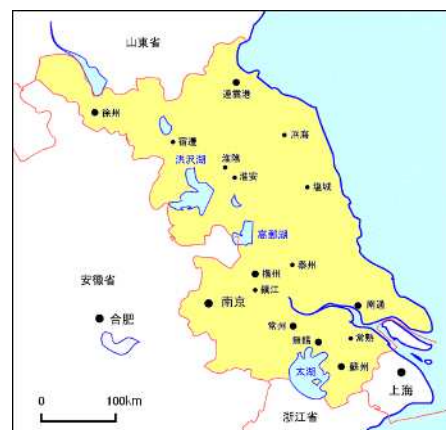 山東省
連雲港
徐州
浜海
宿遷
淮陰
洪沢湖
淮安
塩城
高郵湖
泰州
揚州
安徽省
鎮江
南京
南通
合肥
常州
無錫
常熟
太湖
蘇州
上海
0 100km
浙江省